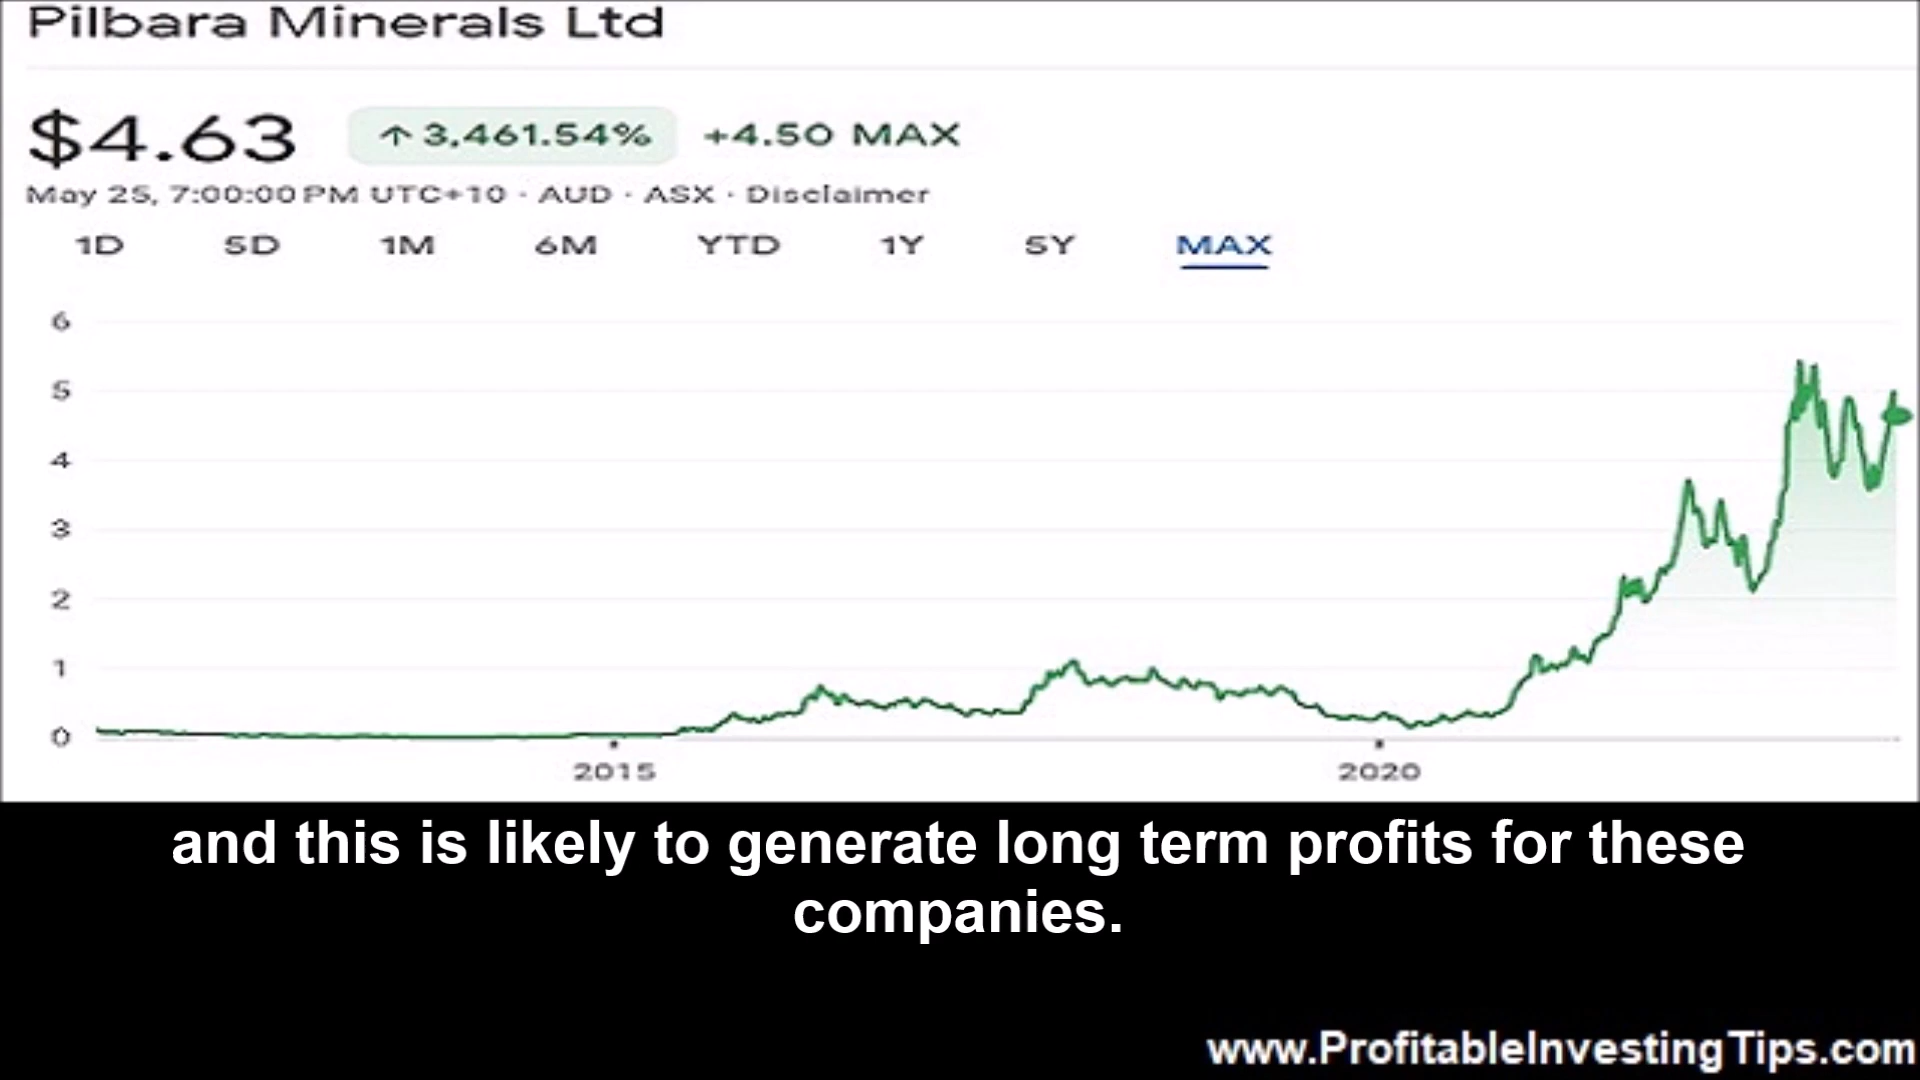 Pilbara Minerals Ltd
$4.63 ↑ 3,461.54% +4.50 MAX
May 25, 7:00:00 PM UTC+10 · AUD · ASX · Disclaimer
1D 5D 1M 6M YTD 1Y 5Y MAX
6
5
4
3
2
1
0
2015 2020
and this is likely to generate long term profits for these
companies.
www.ProfitableInvestingTips.com